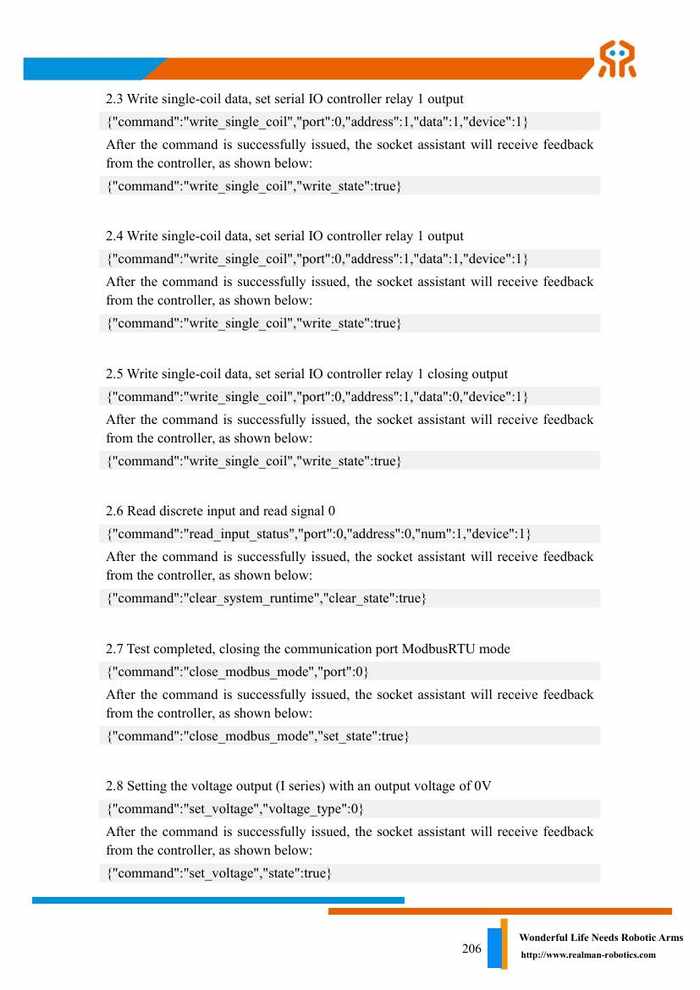 2.3 Write single-coil data, set serial IO controller relay 1 output
{"command":"write_single_coil","port":0,"address":1,"data":1,"device":1}
After the command is successfully issued, the socket assistant will receive feedback
from the controller, as shown below:
{"command":"write_single_coil","write_state":true}
2.4 Write single-coil data, set serial IO controller relay 1 output
{"command":"write_single_coil","port":0,"address":1,"data":1,"device":1}
After the command is successfully issued, the socket assistant will receive feedback
from the controller, as shown below:
{"command":"write_single_coil","write_state":true}
2.5 Write single-coil data, set serial IO controller relay 1 closing output
{"command":"write_single_coil","port":0,"address":1,"data":0,"device":1}
After the command is successfully issued, the socket assistant will receive feedback
from the controller, as shown below:
{"command":"write_single_coil","write_state":true}
2.6 Read discrete input and read signal 0
{"command":"read_input_status","port":0,"address":0,"num":1,"device":1}
After the command is successfully issued, the socket assistant will receive feedback
from the controller, as shown below:
{"command":"clear_system_runtime","clear_state":true}
2.7 Test completed, closing the communication port ModbusRTU mode
{"command":"close_modbus_mode","port":0}
After the command is successfully issued, the socket assistant will receive feedback
from the controller, as shown below:
{"command":"close_modbus_mode","set_state":true}
2.8 Setting the voltage output (I series) with an output voltage of 0V
{"command":"set_voltage","voltage_type":0}
After the command is successfully issued, the socket assistant will receive feedback
from the controller, as shown below:
{"command":"set_voltage","state":true}
206
Wonderful Life Needs Robotic Arms
http://www.realman-robotics.com